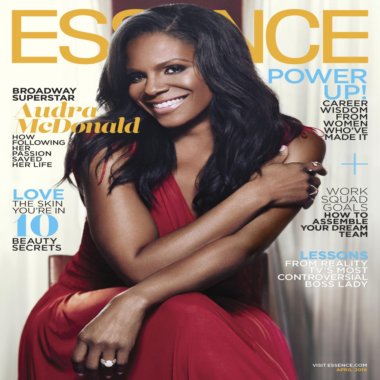 ESSENCE
BROADWAY
SUPERSTAR
Audra
McDonald
HOW
FOLLOWING
HER
PASSION
SAVED
HER LIFE
LOVE
THE SKIN
YOU'RE IN
10
BEAUTY
SECRETS
POWER
UP!
CAREER
WISDOM
FROM
WOMEN
WHO'VE
MADE IT
+
WORK
SQUAD
GOALS
HOW TO
ASSEMBLE
YOUR DREAM
TEAM
LESSONS
FROM REALITY
TV'S MOST
CONTROVERSIAL
BOSS LADY
VISIT ESSENCE.COM